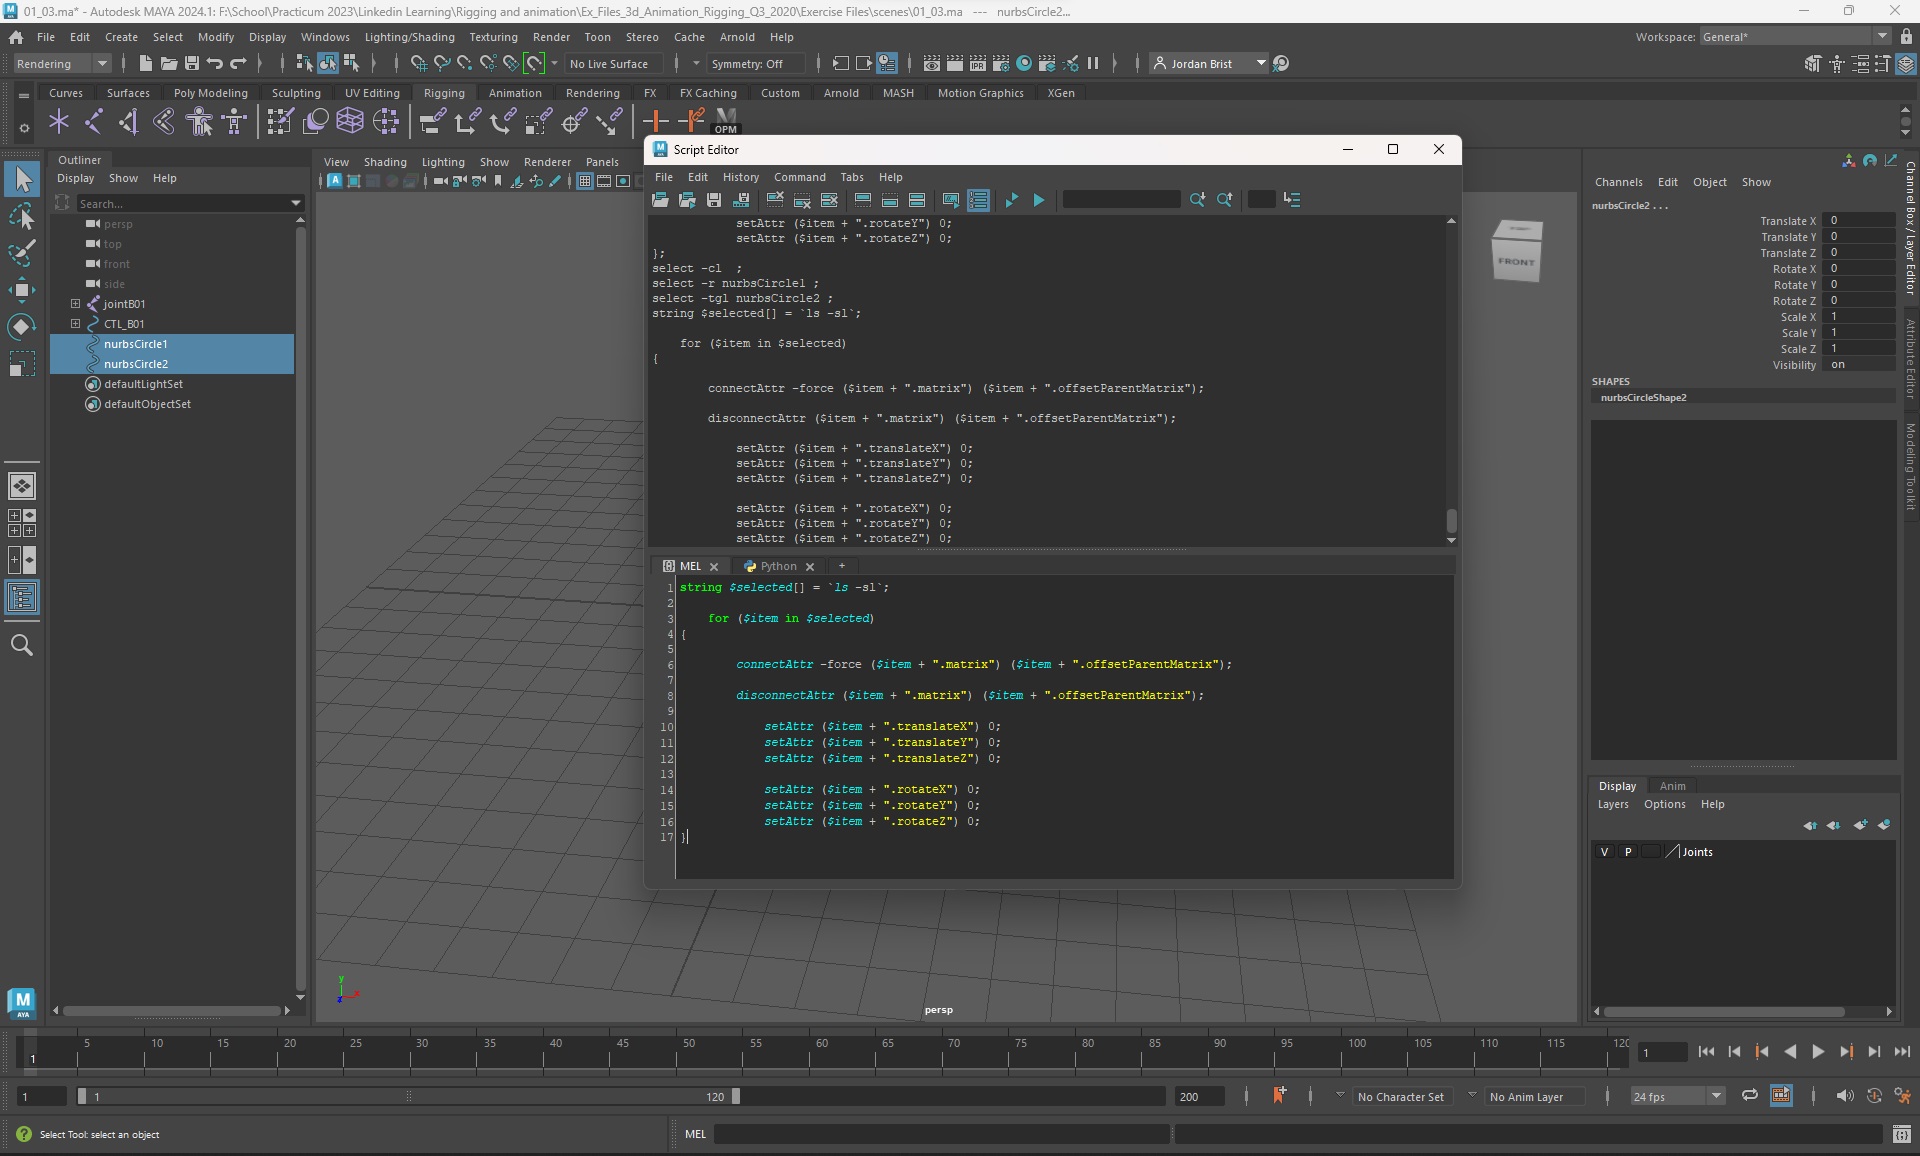 01_03.ma* - Autodesk MAYA 2024.1: F:\School\Practicum 2023\Linkedin Learning\Rigging and animation\Ex_Files_3d_Animation_Rigging_Q3_2020\Exercise Files\scenes\01_03.ma --- nurbsCircle2...
File Edit Create Select Modify Display Windows Lighting/Shading Texturing Render Toon Stereo Cache Arnold Help
Workspace: General*
Rendering
No Live Surface
Symmetry: Off
Jordan Brist
Curves Surfaces Poly Modeling Sculpting UV Editing Rigging Animation Rendering FX FX Caching Custom Arnold MASH Motion Graphics XGen
OPM
Outliner
Display Show Help
Search...
persp
top
front
side
jointB01
CTL_B01
nurbsCircle1
nurbsCircle2
defaultLightSet
defaultObjectSet
View Shading Lighting Show Renderer Panels
Script Editor
File Edit History Command Tabs Help
setAttr ($item + ".rotateY") 0;
setAttr ($item + ".rotateZ") 0;
};
select -cl ;
select -r nurbsCircle1 ;
select -tgl nurbsCircle2 ;
string $selected[] = `ls -sl`;
for ($item in $selected)
{
connectAttr -force ($item + ".matrix") ($item + ".offsetParentMatrix");
disconnectAttr ($item + ".matrix") ($item + ".offsetParentMatrix");
setAttr ($item + ".translateX") 0;
setAttr ($item + ".translateY") 0;
setAttr ($item + ".translateZ") 0;
setAttr ($item + ".rotateX") 0;
setAttr ($item + ".rotateY") 0;
setAttr ($item + ".rotateZ") 0;
MEL Python +
1 string $selected[] = `ls -sl`;
2
3 for ($item in $selected)
4 {
5
6 connectAttr -force ($item + ".matrix") ($item + ".offsetParentMatrix");
7
8 disconnectAttr ($item + ".matrix") ($item + ".offsetParentMatrix");
9
10 setAttr ($item + ".translateX") 0;
11 setAttr ($item + ".translateY") 0;
12 setAttr ($item + ".translateZ") 0;
13
14 setAttr ($item + ".rotateX") 0;
15 setAttr ($item + ".rotateY") 0;
16 setAttr ($item + ".rotateZ") 0;
17 }
FRONT
persp
Channels Edit Object Show
nurbsCircle2 . . .
Translate X 0
Translate Y 0
Translate Z 0
Rotate X 0
Rotate Y 0
Rotate Z 0
Scale X 1
Scale Y 1
Scale Z 1
Visibility on
SHAPES
nurbsCircleShape2
Channel Box / Layer Editor
Attribute Editor
Modeling Toolkit
Display Anim
Layers Options Help
V P Joints
M
AYA
y
x
z
1 5 10 15 20 25 30 35 40 45 50 55 60 65 70 75 80 85 90 95 100 105 110 115 120
1
1 1 120 200
No Character Set
No Anim Layer
24 fps
Select Tool: select an object
MEL